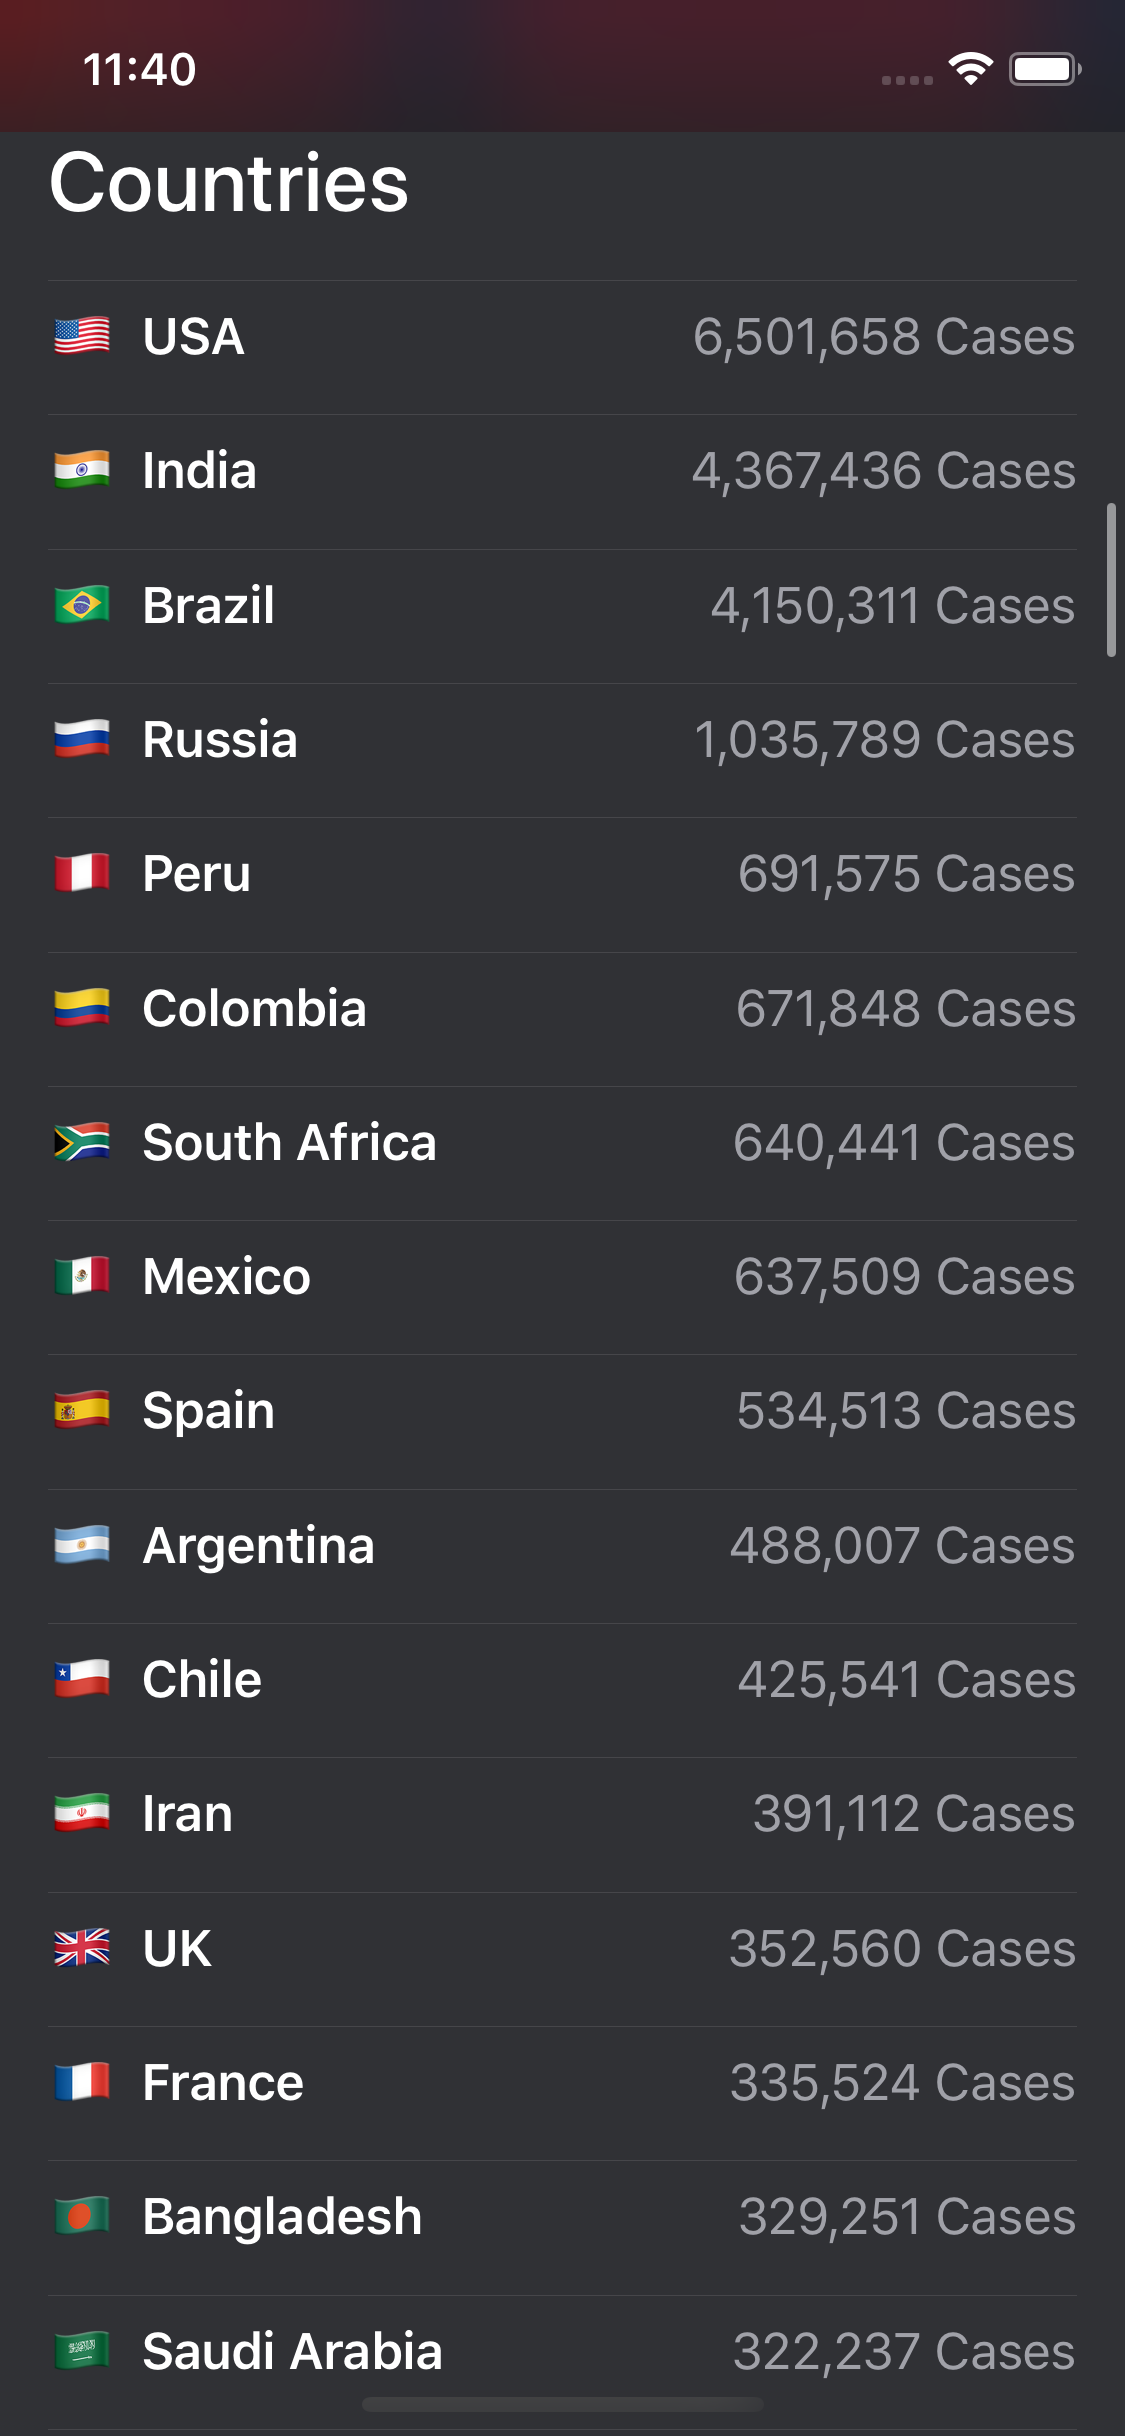 11:40
Countries
USA 6,501,658 Cases
India 4,367,436 Cases
Brazil 4,150,311 Cases
Russia 1,035,789 Cases
Peru 691,575 Cases
Colombia 671,848 Cases
South Africa 640,441 Cases
Mexico 637,509 Cases
Spain 534,513 Cases
Argentina 488,007 Cases
Chile 425,541 Cases
Iran 391,112 Cases
UK 352,560 Cases
France 335,524 Cases
Bangladesh 329,251 Cases
Saudi Arabia 322,237 Cases